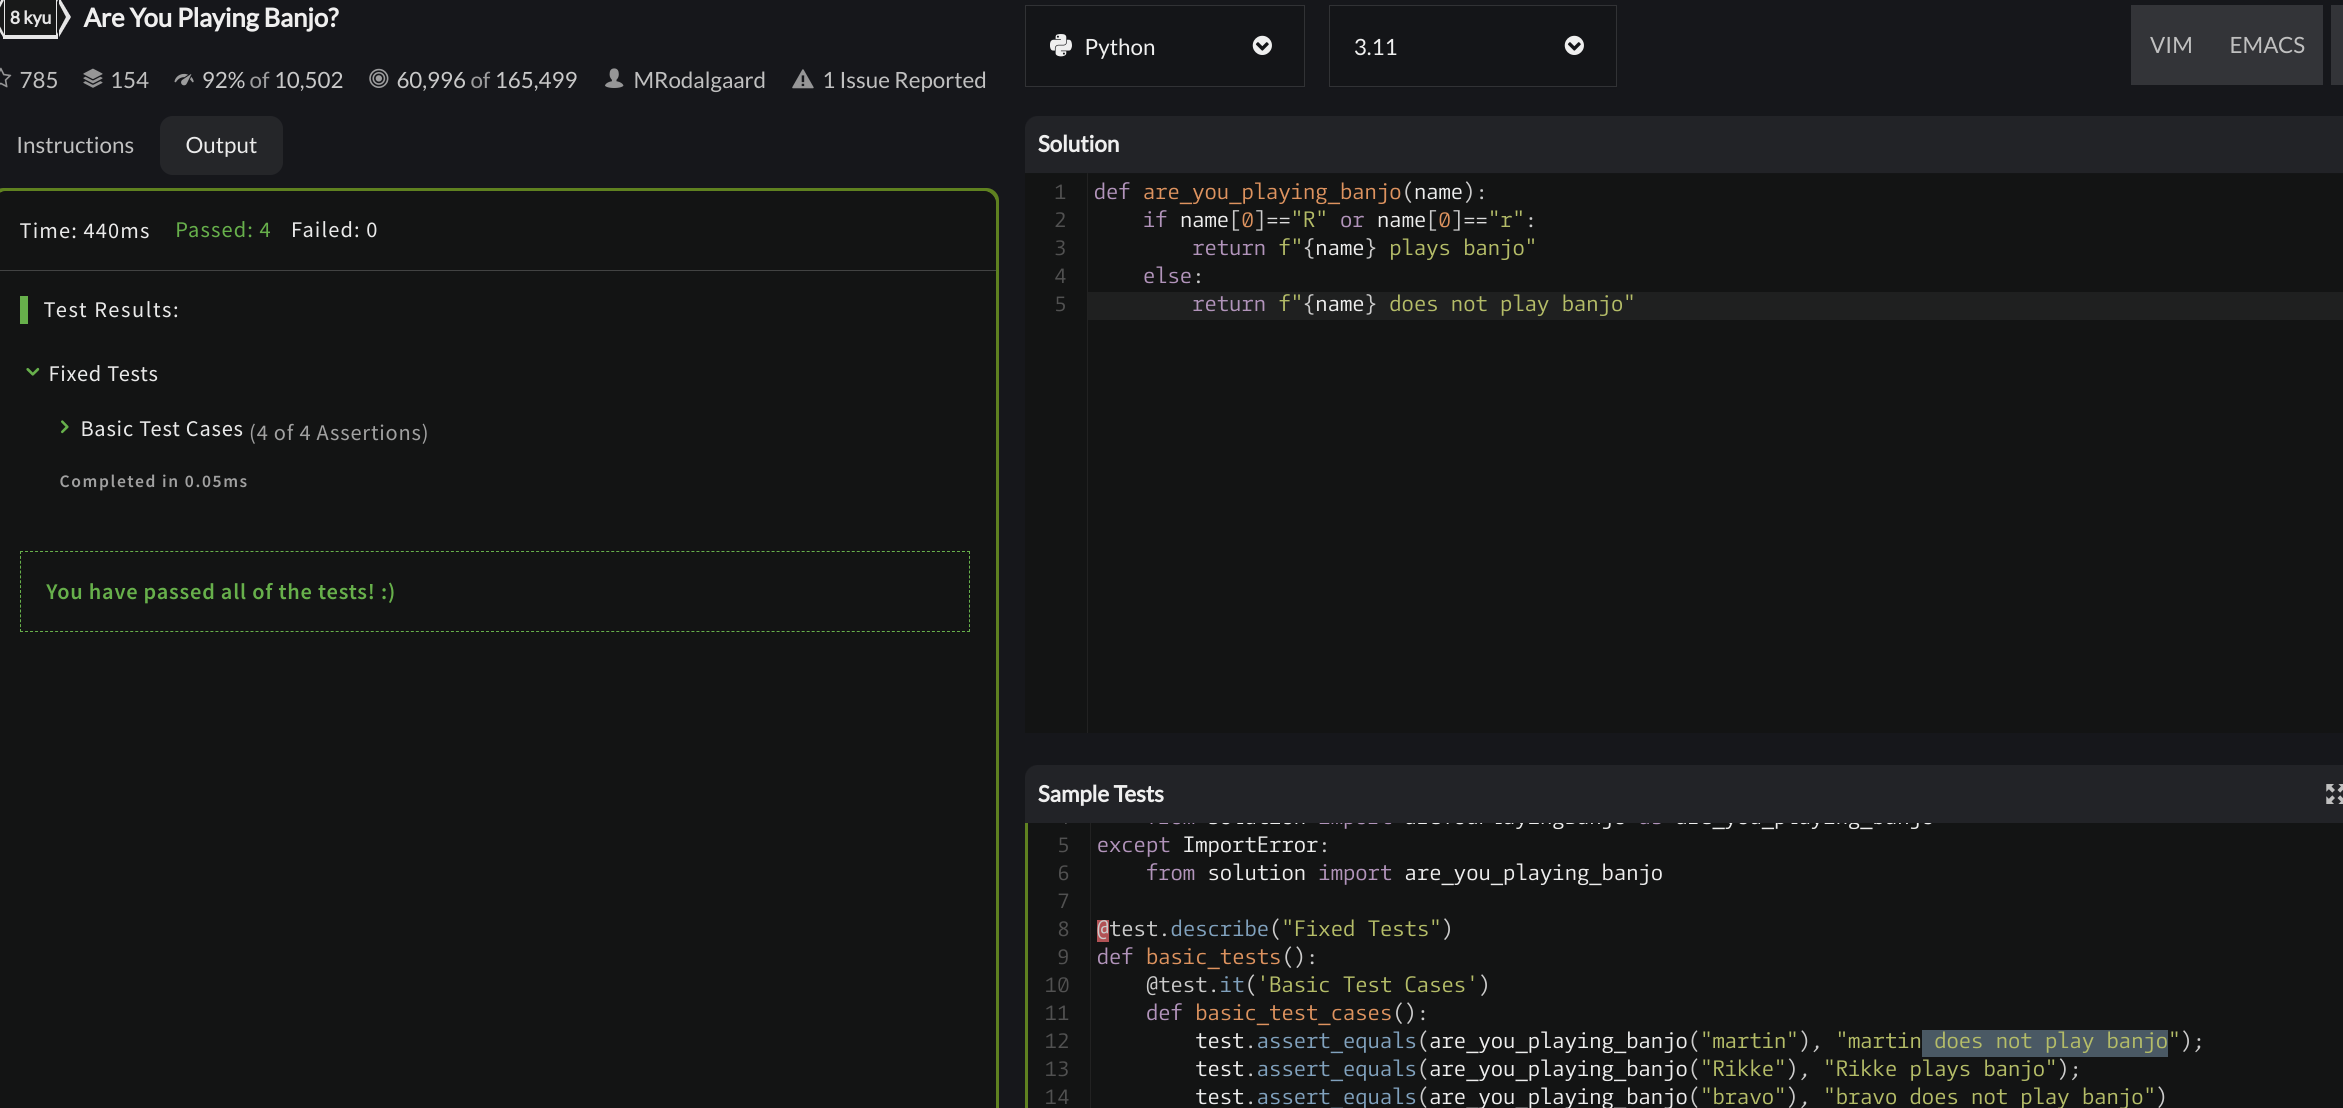 8 kyu Are You Playing Banjo?
785 154 92% of 10,502 60,996 of 165,499 MRodalgaard 1 Issue Reported
Instructions Output
Time: 440ms Passed: 4 Failed: 0
Test Results:
Fixed Tests
Basic Test Cases (4 of 4 Assertions)
Completed in 0.05ms
You have passed all of the tests! :)
Python 3.11 VIM EMACS
Solution
1 def are_you_playing_banjo(name):
2     if name[0]=="R" or name[0]=="r":
3         return f"{name} plays banjo"
4     else:
5         return f"{name} does not play banjo"
Sample Tests
5 except ImportError:
6     from solution import are_you_playing_banjo
7
8 @test.describe("Fixed Tests")
9 def basic_tests():
10     @test.it('Basic Test Cases')
11     def basic_test_cases():
12         test.assert_equals(are_you_playing_banjo("martin"), "martin does not play banjo");
13         test.assert_equals(are_you_playing_banjo("Rikke"), "Rikke plays banjo");
14         test.assert_equals(are_you_playing_banjo("bravo"), "bravo does not play banjo")